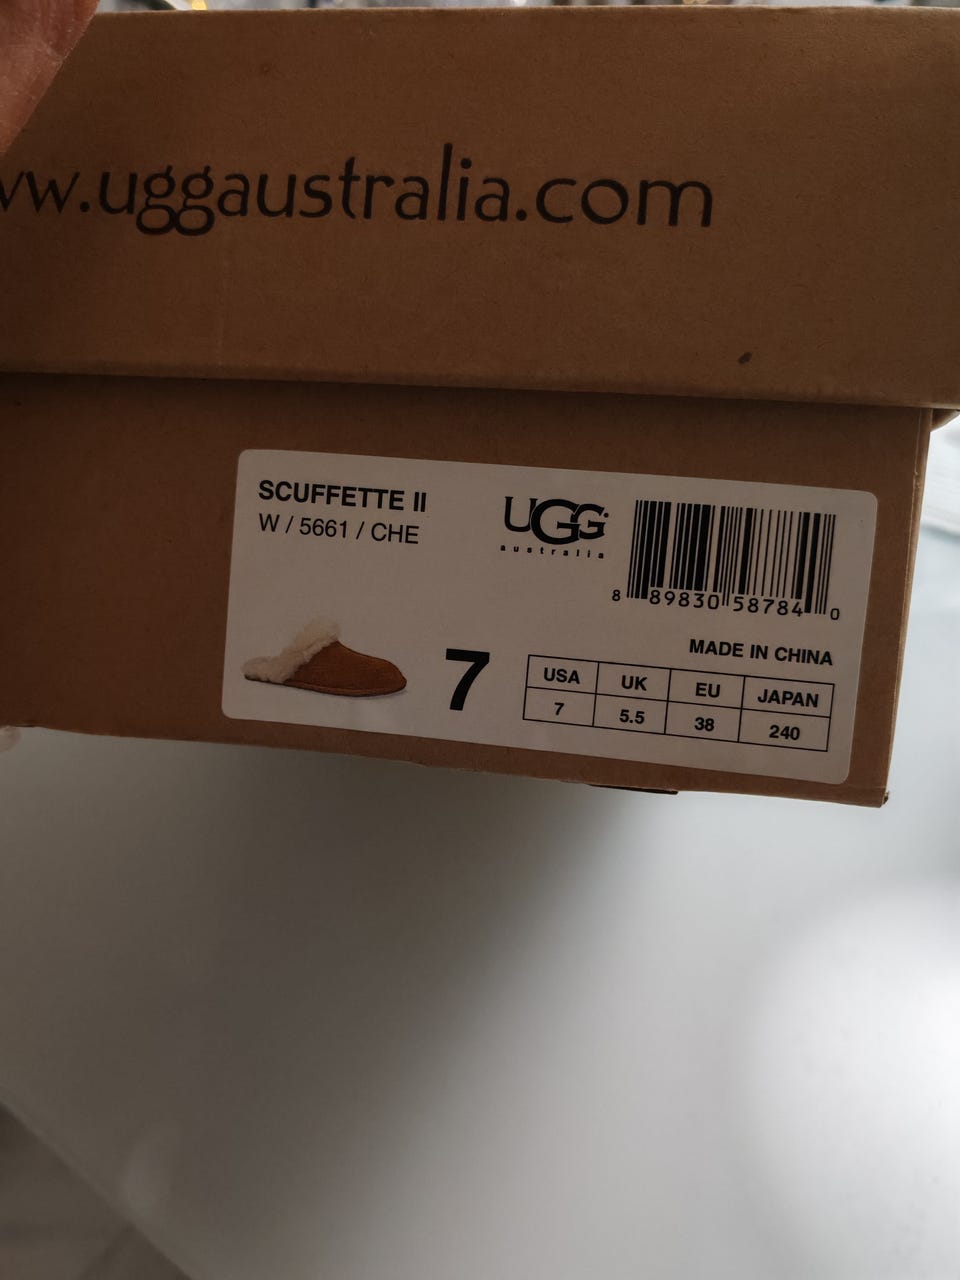 ww.uggaustralia.com
SCUFFETTE II
W / 5661 / CHE
UGG
australia
8 89830 58784 0
MADE IN CHINA
7
USA UK EU JAPAN
7 5.5 38 240